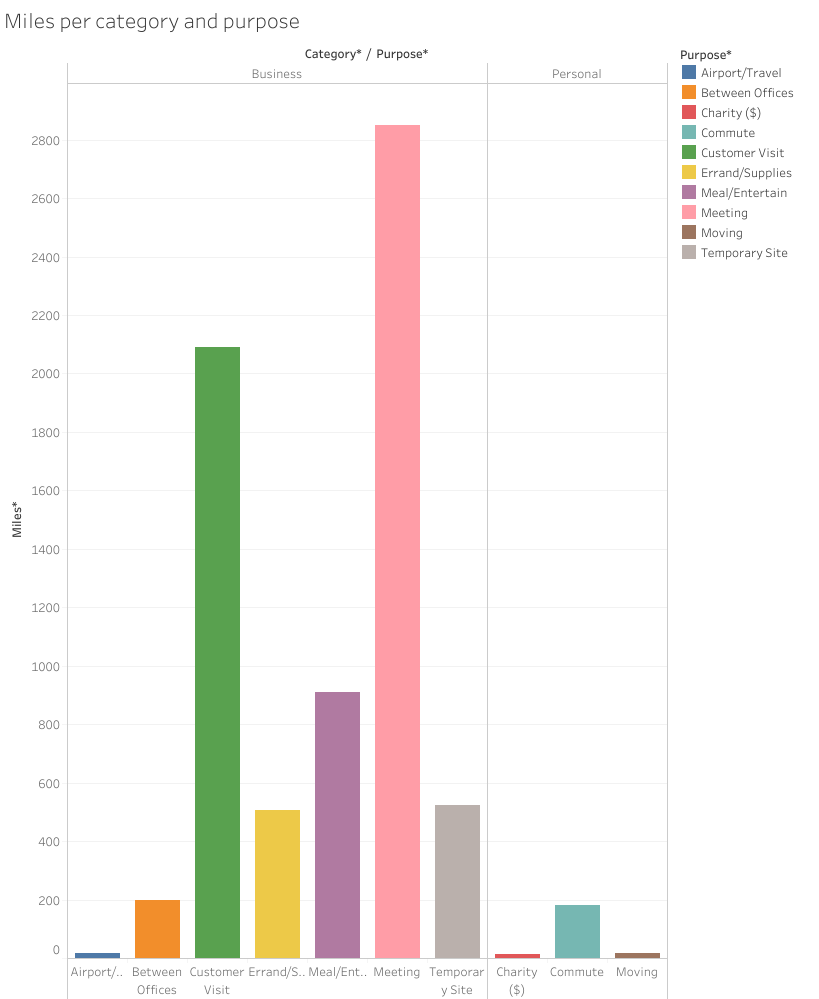 Miles per category and purpose
Category* / Purpose*
Business
Personal
Miles*
2800
2600
2400
2200
2000
1800
1600
1400
1200
1000
800
600
400
200
0
Airport/..
Between
Offices
Customer
Visit
Errand/S..
Meal/Ent..
Meeting
Temporar
y Site
Charity
($)
Commute
Moving
Purpose*
Airport/Travel
Between Offices
Charity ($)
Commute
Customer Visit
Errand/Supplies
Meal/Entertain
Meeting
Moving
Temporary Site